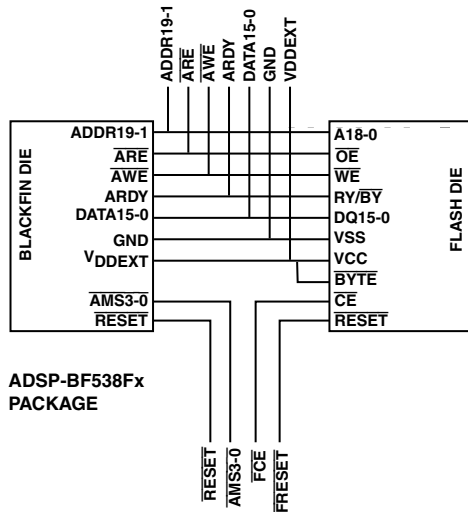 ADDR19-1
ARE
AWE
ARDY
DATA15-0
GND
VDDEXT
BLACKFIN DIE
ADDR19-1
ARE
AWE
ARDY
DATA15-0
GND
VDDEXT
AMS3-0
RESET
A18-0
OE
WE
RY/BY
DQ15-0
VSS
VCC
BYTE
CE
RESET
FLASH DIE
ADSP-BF538Fx
PACKAGE
RESET
AMS3-0
FCE
FRESET